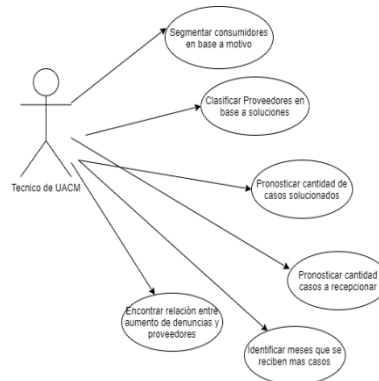 Segmentar consumidores
en base a motivo
Clasificar Proveedores en
base a soluciones
Tecnico de UACM
Pronosticar cantidad de
casos solucionados
Pronosticar cantidad
casos a recepcionar
Encontrar relación entre
aumento de denuncias y
proveedores
Identificar meses que se
reciben mas casos